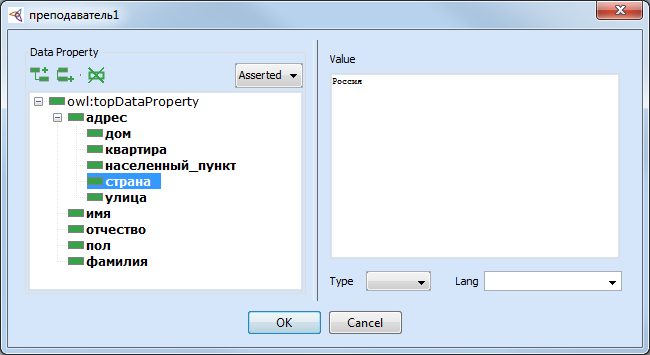 преподаватель1
Data Property
Asserted
owl:topDataProperty
адрес
дом
квартира
населенный_пункт
страна
улица
имя
отчество
пол
фамилия
Value
Россия
Type
Lang
OK
Cancel